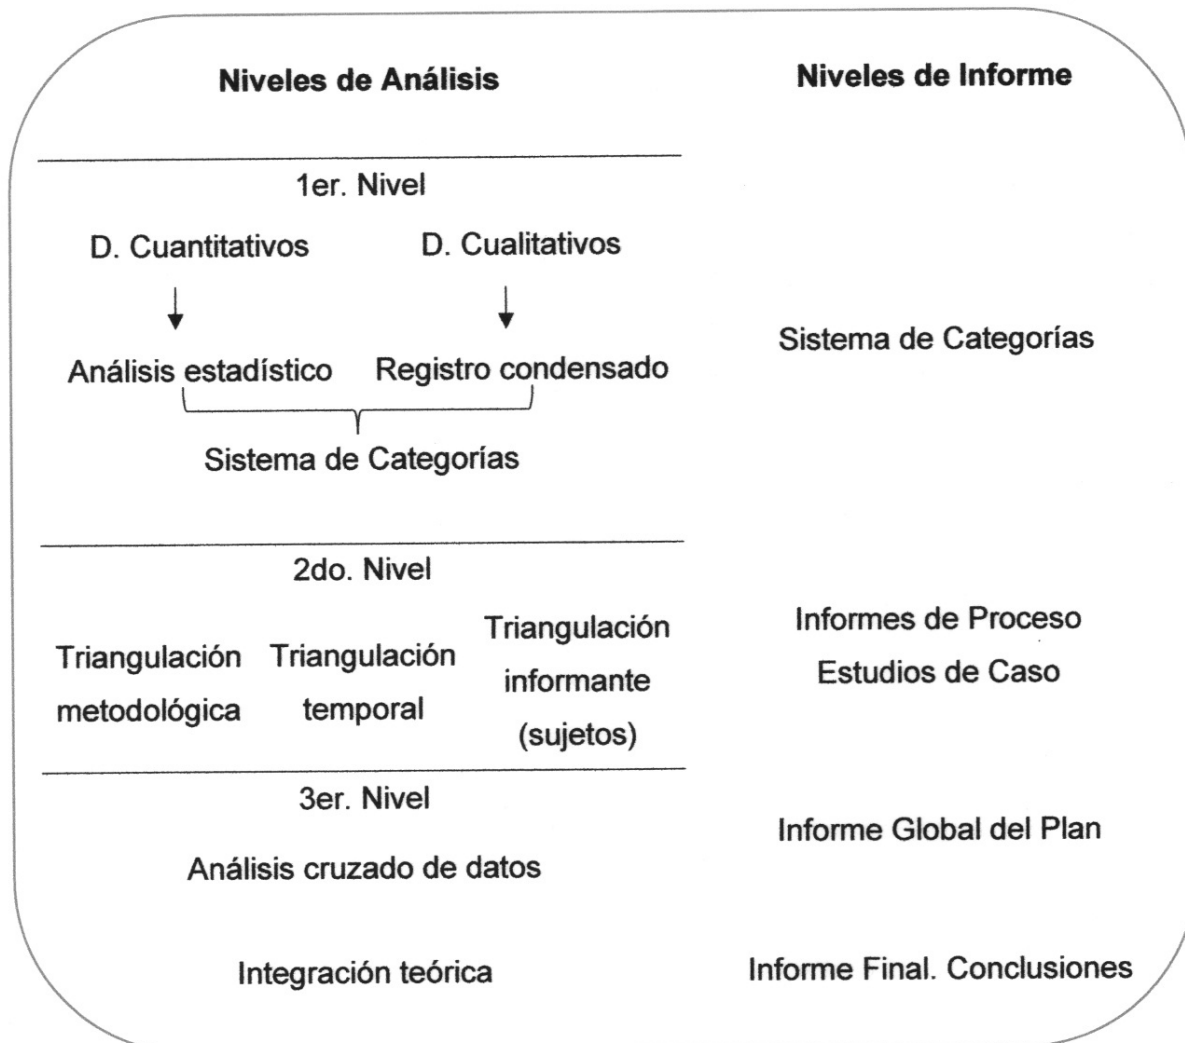 Niveles de Análisis
Niveles de Informe
1er. Nivel
D. Cuantitativos
D. Cualitativos
Análisis estadístico
Registro condensado
Sistema de Categorías
Sistema de Categorías
2do. Nivel
Triangulación
metodológica
Triangulación
temporal
Triangulación
informante
(sujetos)
Informes de Proceso
Estudios de Caso
3er. Nivel
Análisis cruzado de datos
Informe Global del Plan
Integración teórica
Informe Final. Conclusiones